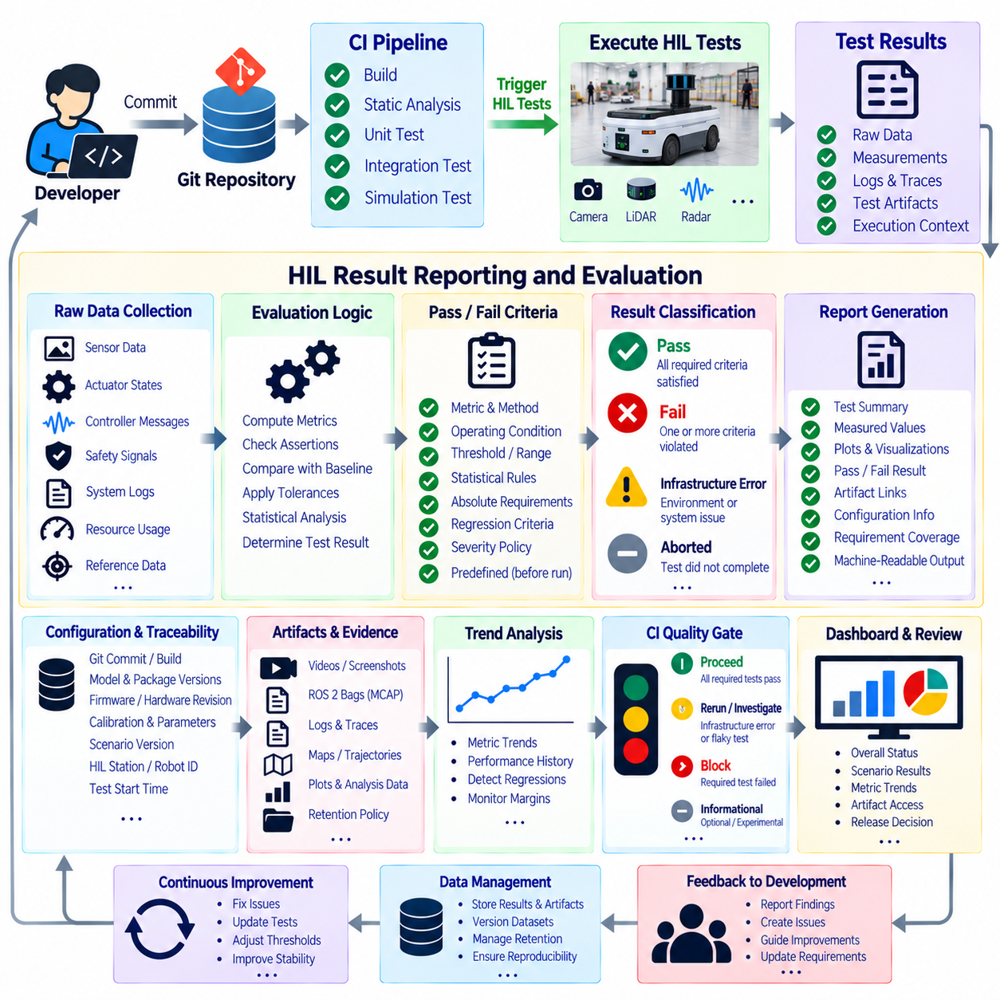 CI Pipeline
Build
Static Analysis
Unit Test
Integration Test
Simulation Test
Commit
</>
Developer
Git Repository
Trigger
HIL Tests
Execute HIL Tests
Camera
LiDAR
Radar
...
Test Results
Raw Data
Measurements
Logs & Traces
Test Artifacts
Execution Context
HIL Result Reporting and Evaluation
Raw Data Collection
Sensor Data
Actuator States
Controller Messages
Safety Signals
System Logs
Resource Usage
Reference Data
...
Evaluation Logic
Compute Metrics
Check Assertions
Compare with Baseline
Apply Tolerances
Statistical Analysis
Determine Test Result
Pass / Fail Criteria
Metric & Method
Operating Condition
Threshold / Range
Statistical Rules
Absolute Requirements
Regression Criteria
Severity Policy
Predefined (before run)
Result Classification
Pass
All required criteria
satisfied
Fail
One or more criteria
violated
Infrastructure Error
Environment or
system issue
Aborted
Test did not complete
...
Report Generation
Test Summary
Measured Values
Plots & Visualizations
Pass / Fail Result
Artifact Links
Configuration Info
Requirement Coverage
Machine-Readable Output
...
Configuration & Traceability
Git Commit / Build
Model & Package Versions
Firmware / Hardware Revision
Calibration & Parameters
Scenario Version
HIL Station / Robot ID
Test Start Time
...
Artifacts & Evidence
Videos / Screenshots
ROS 2 Bags (MCAP)
Logs & Traces
Maps / Trajectories
Plots & Analysis Data
Retention Policy
...
Trend Analysis
• Metric Trends
• Performance History
• Detect Regressions
• Monitor Margins
...
CI Quality Gate
Proceed
All required tests pass
Rerun / Investigate
Infrastructure error
or flaky test
Block
Required test failed
Informational
Optional / Experimental
...
Dashboard & Review
• Overall Status
• Scenario Results
• Metric Trends
• Artifact Access
• Release Decision
...
Continuous Improvement
• Fix Issues
• Update Tests
• Adjust Thresholds
• Improve Stability
...
Data Management
• Store Results & Artifacts
• Version Datasets
• Manage Retention
• Ensure Reproducibility
...
Feedback to Development
• Report Findings
• Create Issues
• Guide Improvements
• Update Requirements
...